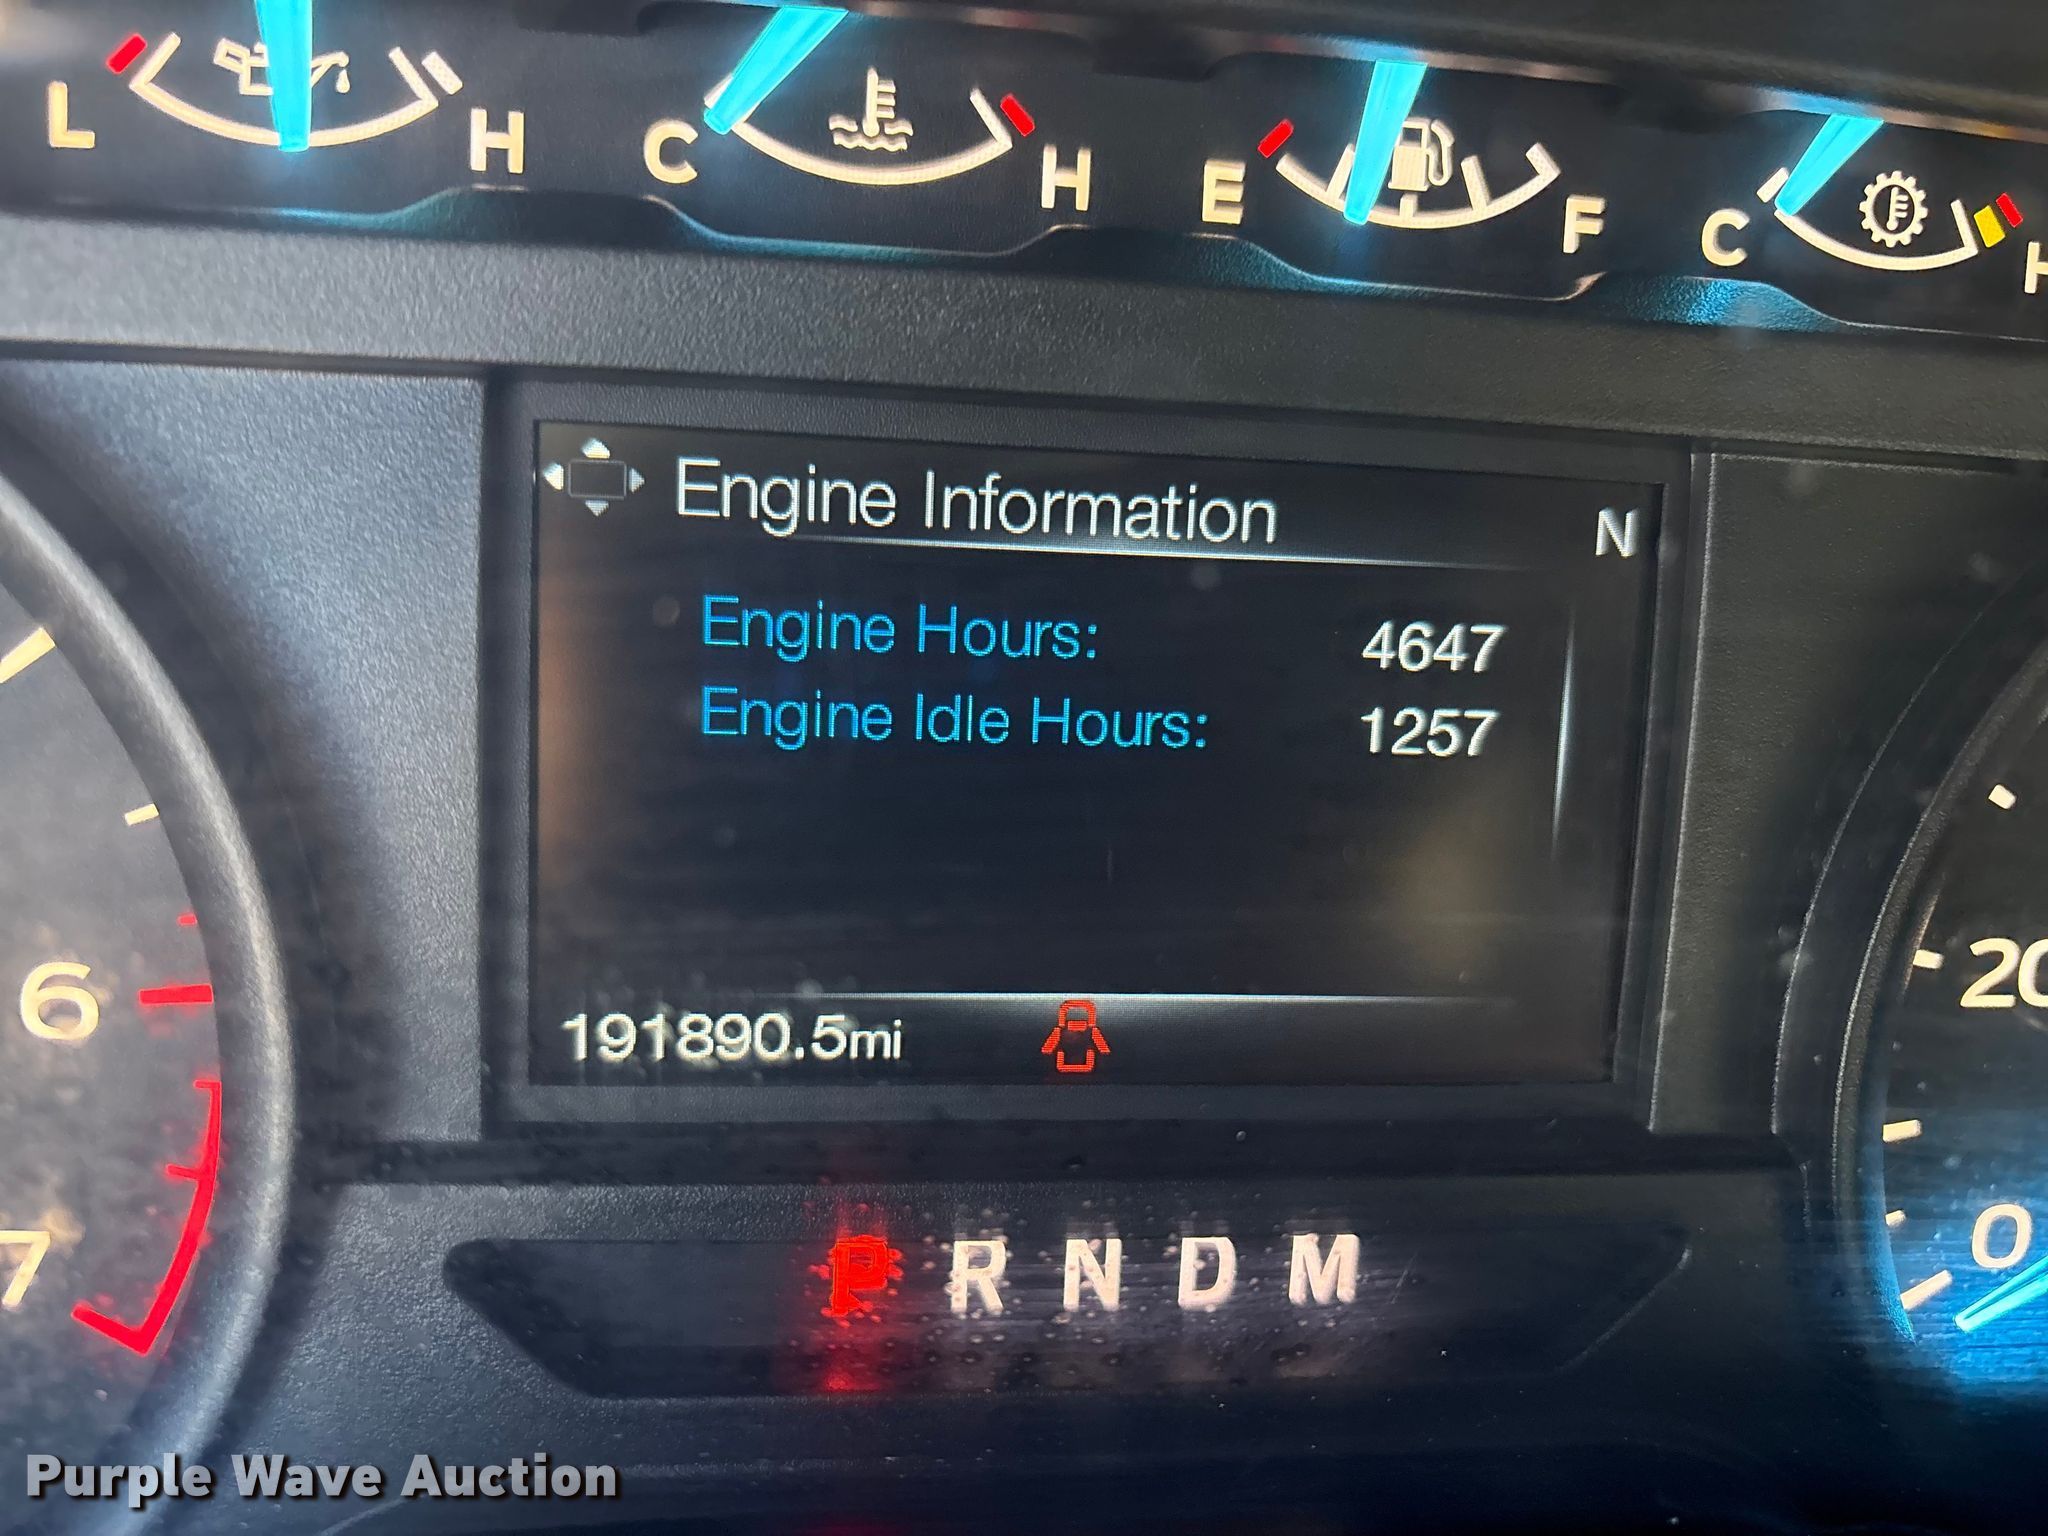 L H C H E F C H
Engine Information N
Engine Hours: 4647
Engine Idle Hours: 1257
191890.5mi
6
7
20
0
P R N D M
Purple Wave Auction